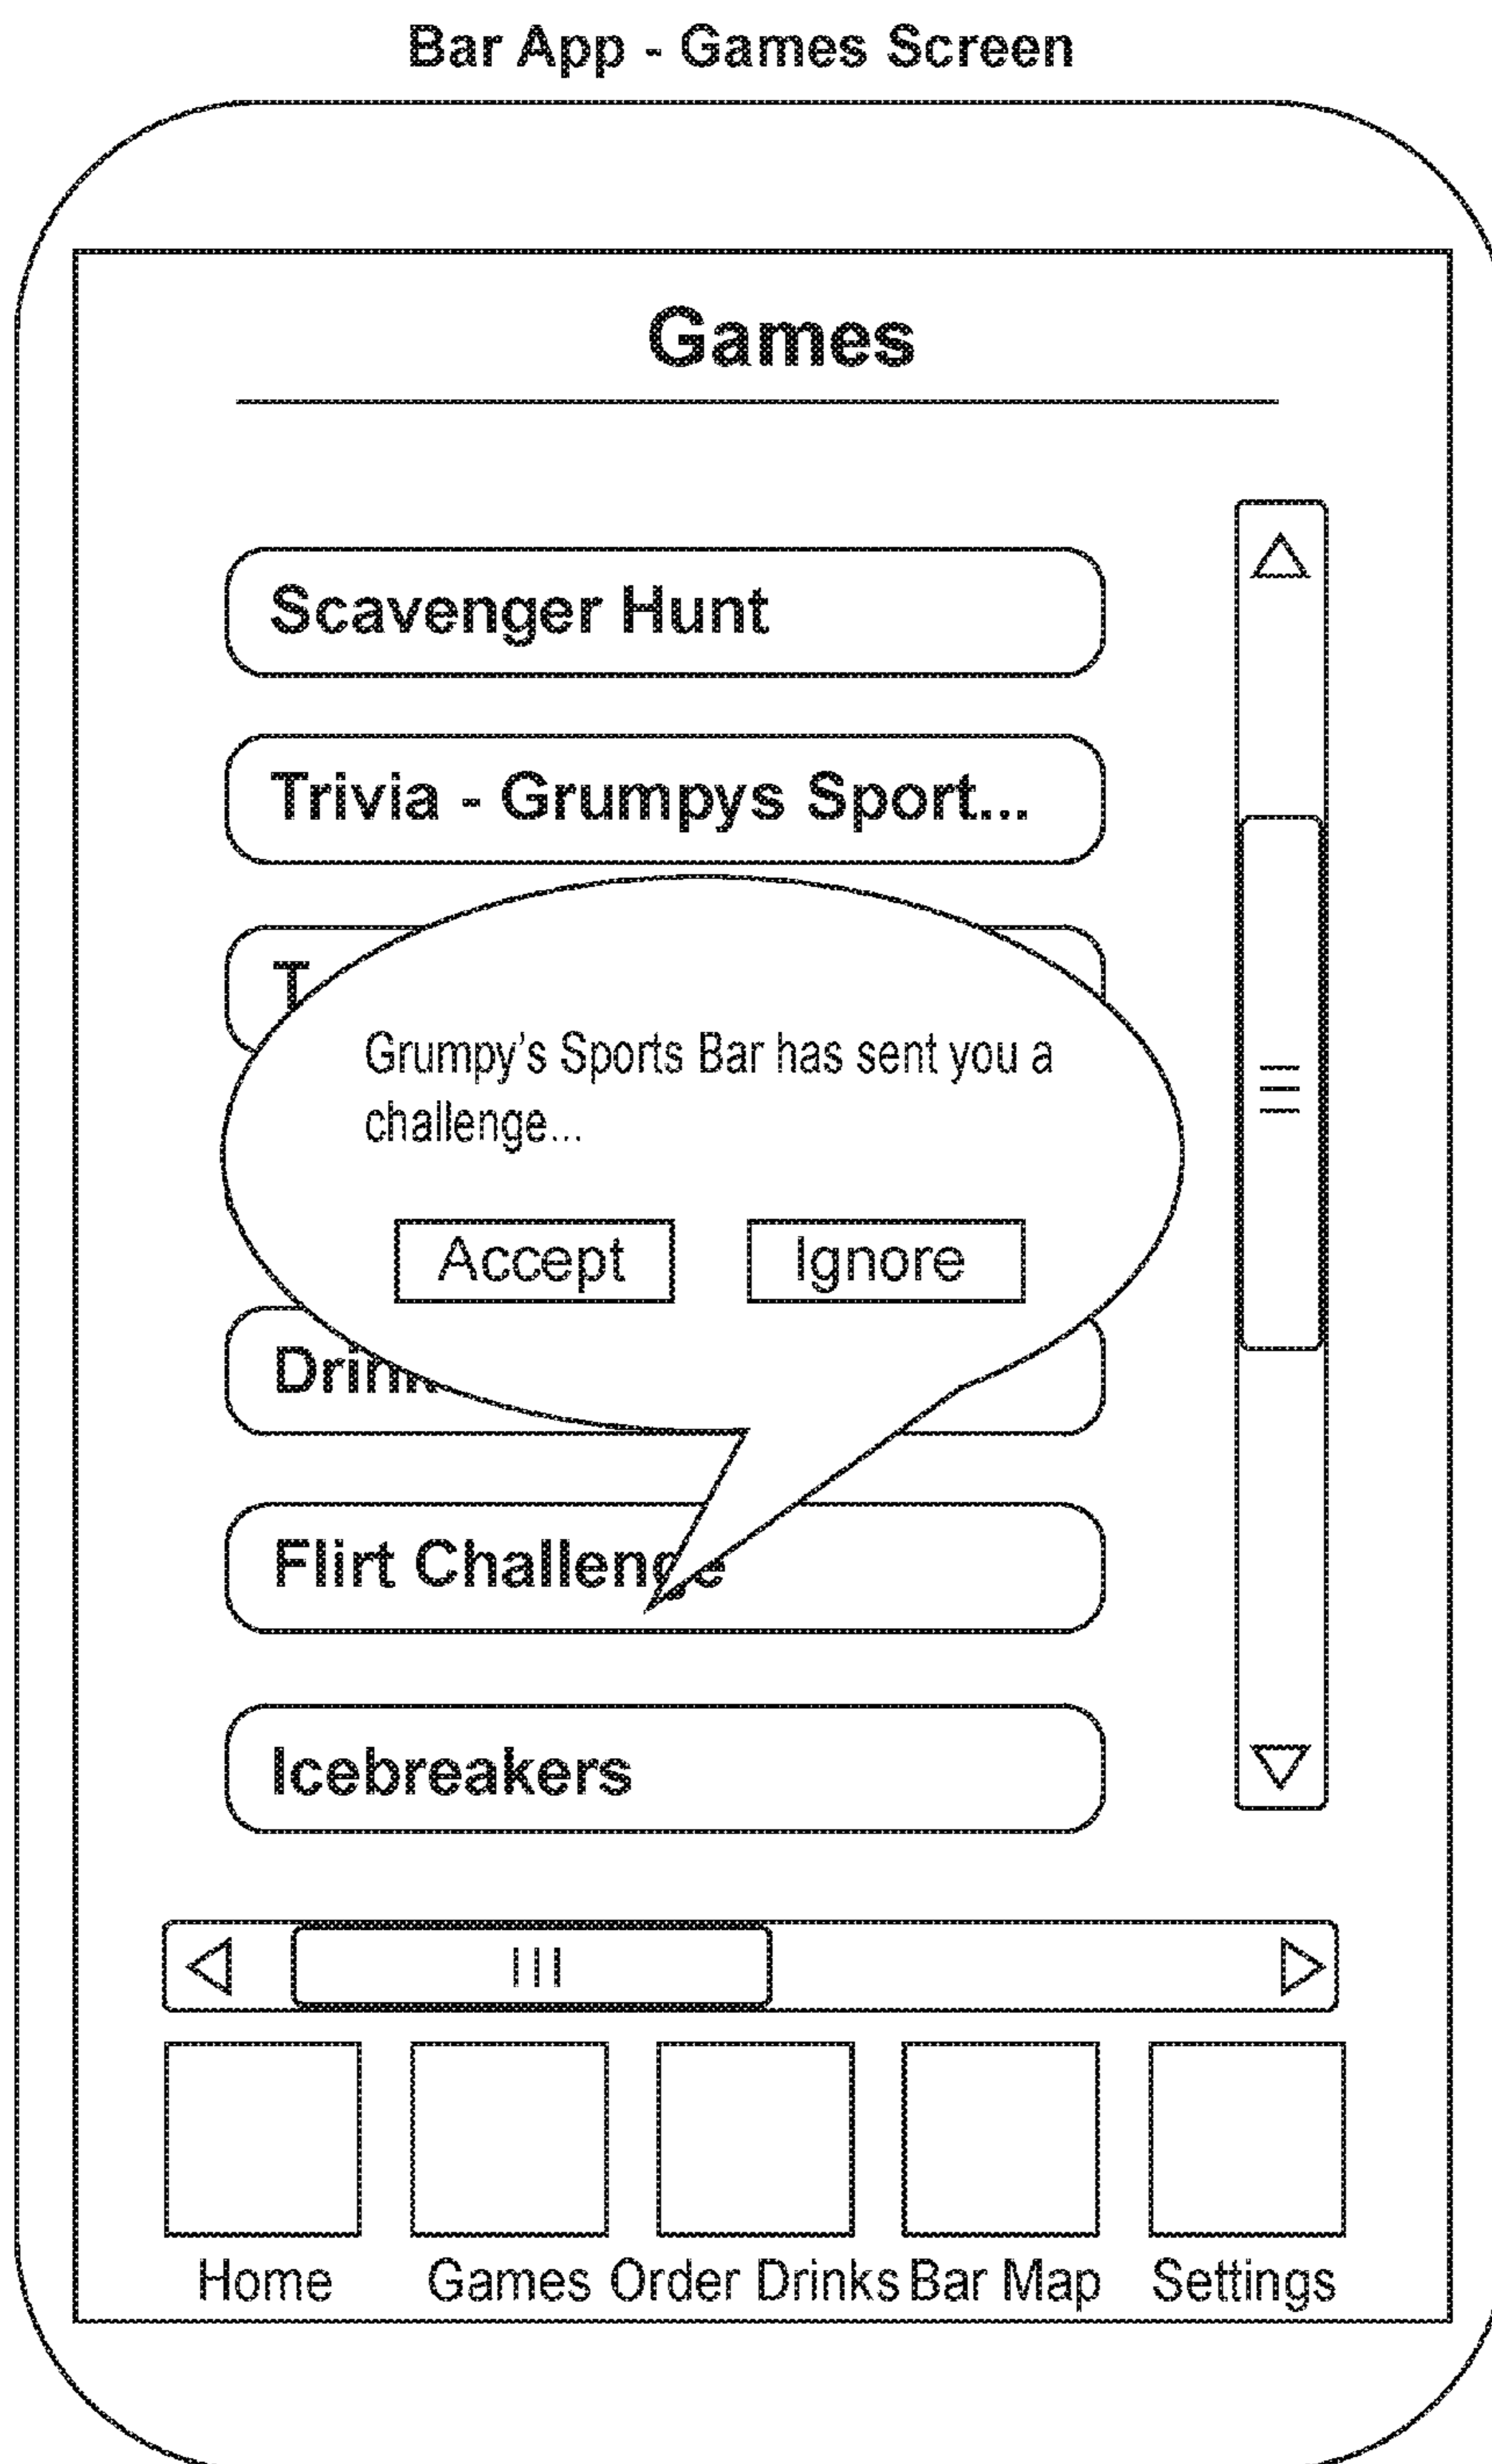 Bar App - Games Screen
Games
Scavenger Hunt
Trivia - Grumpys Sport...
T
Grumpy's Sports Bar has sent you a
challenge...
Accept Ignore
Flirt Challenge
Icebreakers
Home Games Order Drinks Bar Map Settings